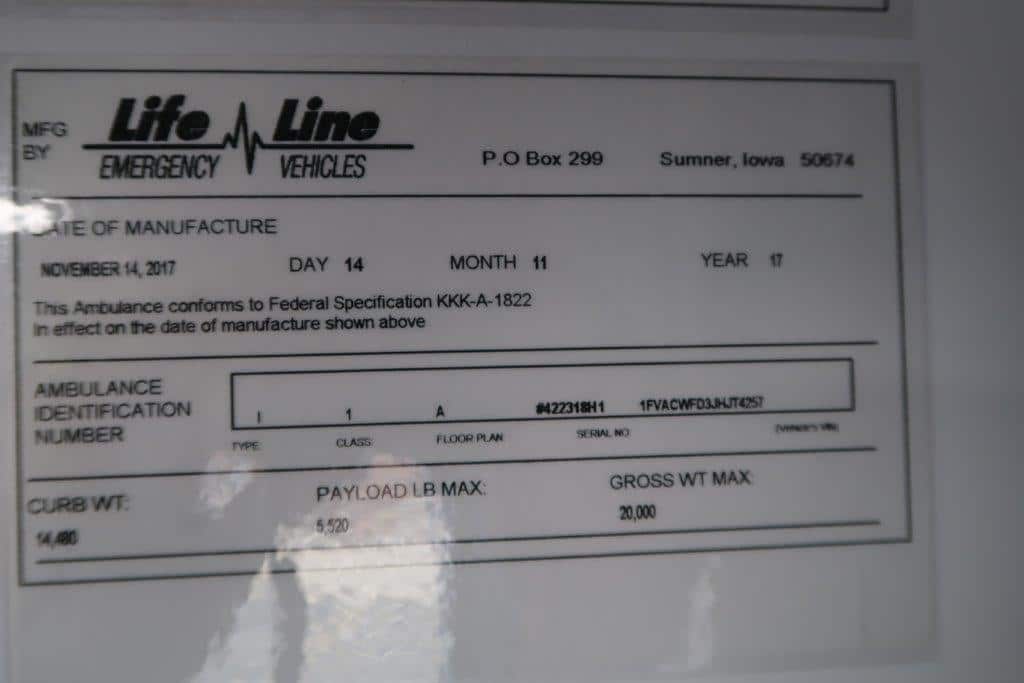 MFG
BY
Life Line
EMERGENCY VEHICLES
P.O Box 299 Sumner, Iowa 50674
DATE OF MANUFACTURE
NOVEMBER 14, 2017 DAY 14 MONTH 11 YEAR 17
This Ambulance conforms to Federal Specification KKK-A-1822
In effect on the date of manufacture shown above
AMBULANCE
IDENTIFICATION
NUMBER
I 1 A #422318H1 1FVACWFD3JHJT4257
TYPE CLASS FLOOR PLAN SERIAL NO (Vehicle's VIN)
CURB WT: PAYLOAD LB MAX: GROSS WT MAX:
14,480 5,520 20,000